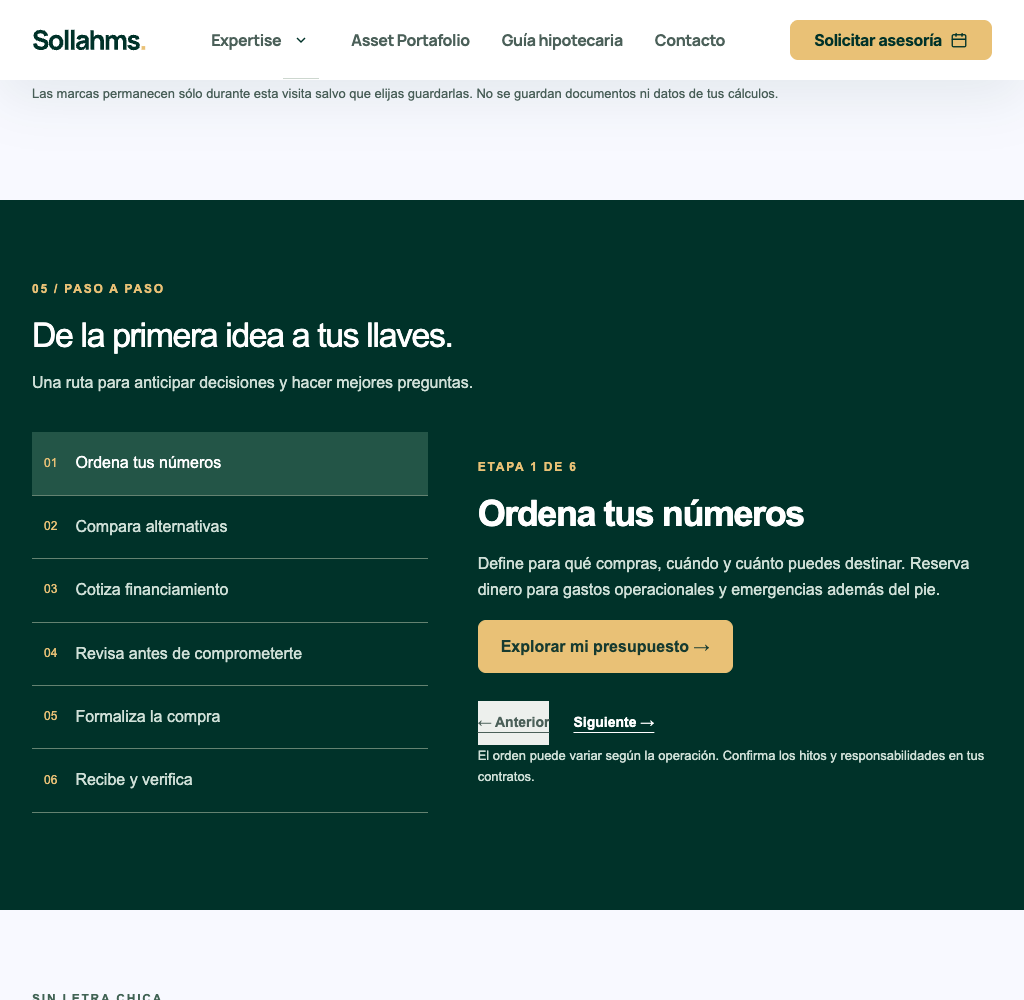 Sollahms.
Expertise
Asset Portafolio
Guía hipotecaria
Contacto
Solicitar asesoría
Las marcas permanecen sólo durante esta visita salvo que elijas guardarlas. No se guardan documentos ni datos de tus cálculos.
05 / PASO A PASO
De la primera idea a tus llaves.
Una ruta para anticipar decisiones y hacer mejores preguntas.
01 Ordena tus números
02 Compara alternativas
03 Cotiza financiamiento
04 Revisa antes de comprometerte
05 Formaliza la compra
06 Recibe y verifica
ETAPA 1 DE 6
Ordena tus números
Define para qué compras, cuándo y cuánto puedes destinar. Reserva
dinero para gastos operacionales y emergencias además del pie.
Explorar mi presupuesto →
← Anterior
Siguiente →
El orden puede variar según la operación. Confirma los hitos y responsabilidades en tus
contratos.
SIN LETRA CHICA